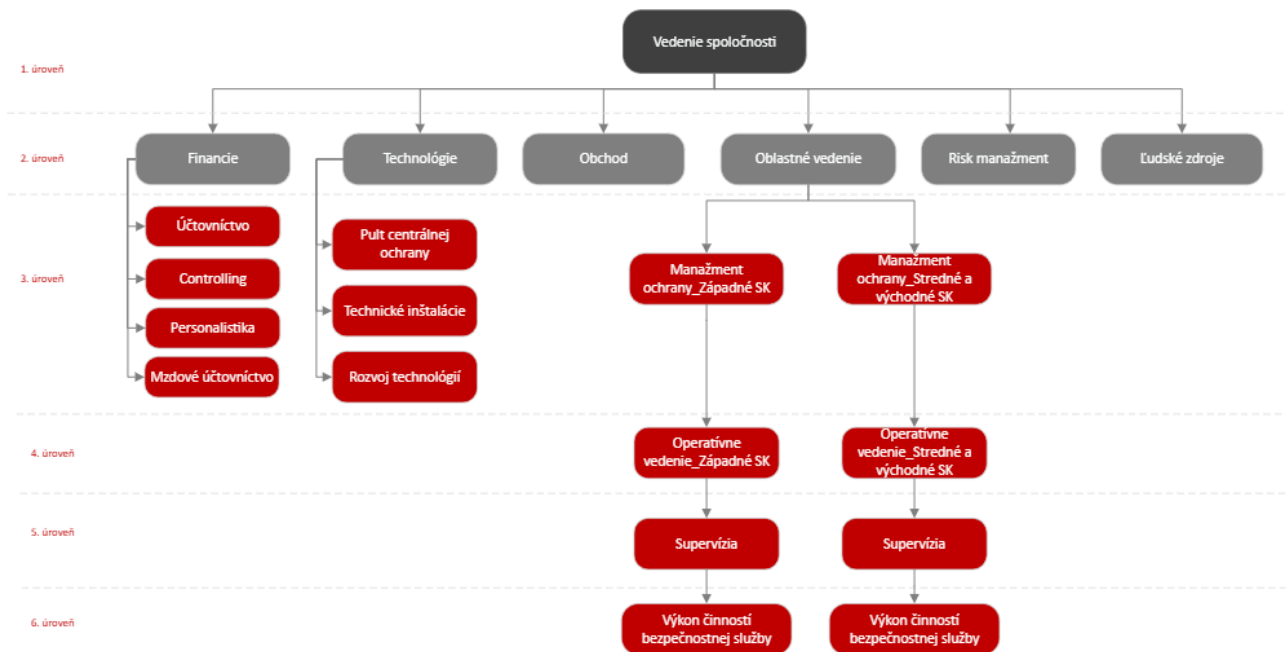 Vedenie spoločnosti
1. úroveň
2. úroveň
Financie
Technológie
Obchod
Oblastné vedenie
Risk manažment
Ľudské zdroje
3. úroveň
Účtovníctvo
Controlling
Personalistika
Mzdové účtovníctvo
Pult centrálnej
ochrany
Technické inštalácie
Rozvoj technológií
Manažment
ochrany_Západné SK
Manažment
ochrany_Stredné a
východné SK
4. úroveň
Operatívne
vedenie_Západné SK
Operatívne
vedenie_Stredné a
východné SK
5. úroveň
Supervízia
Supervízia
6. úroveň
Výkon činností
bezpečnostnej služby
Výkon činností
bezpečnostnej služby